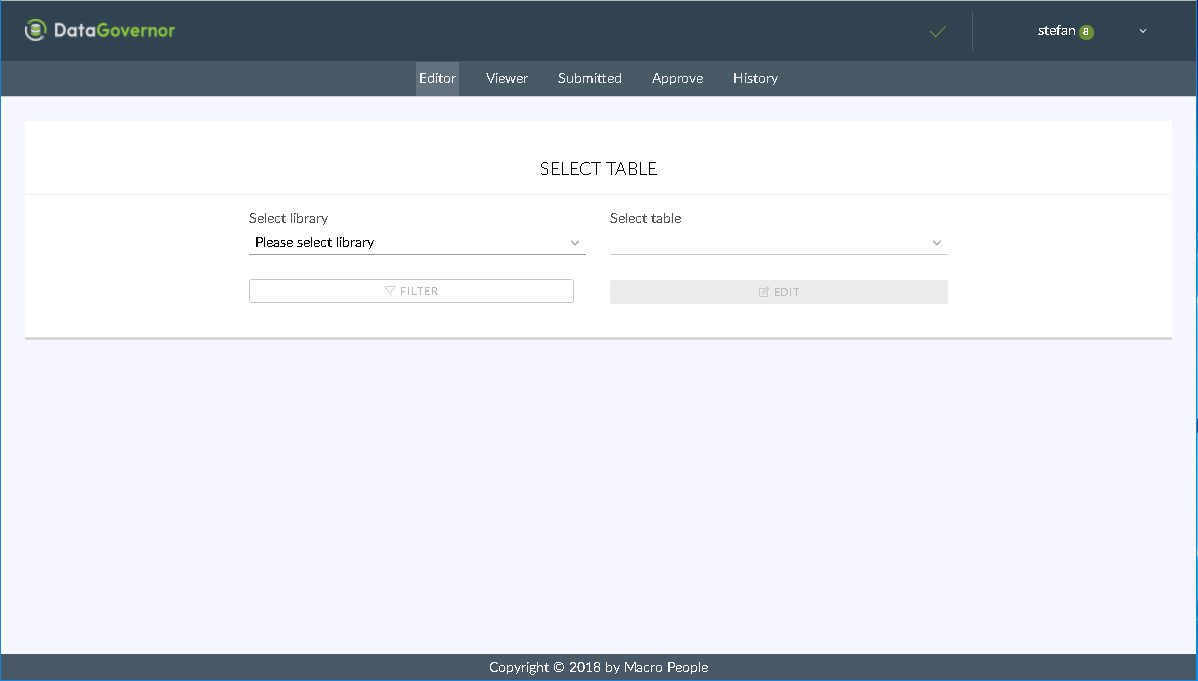 DataGovernor
stefan 8
Editor Viewer Submitted Approve History
SELECT TABLE
Select library Select table
Please select library
FILTER EDIT
Copyright © 2018 by Macro People